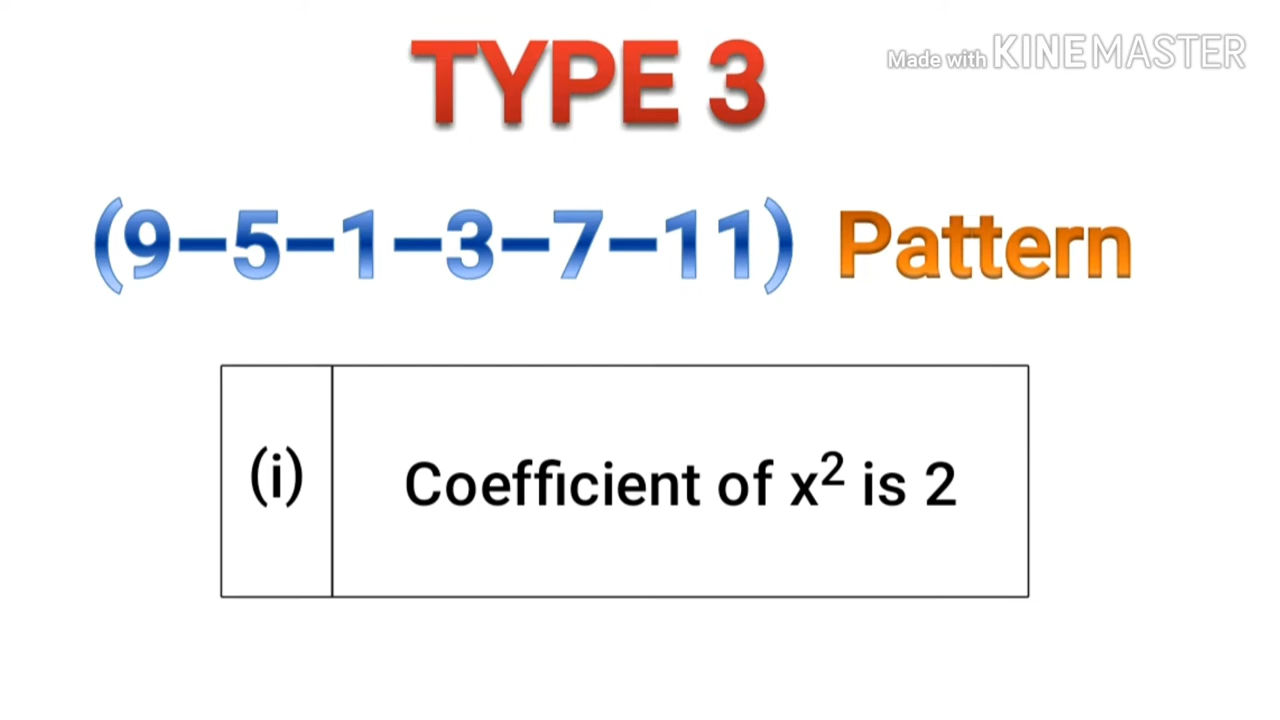 TYPE 3
Made with KINEMASTER
(9–5–1–3–7–11) Pattern
(i) Coefficient of x² is 2